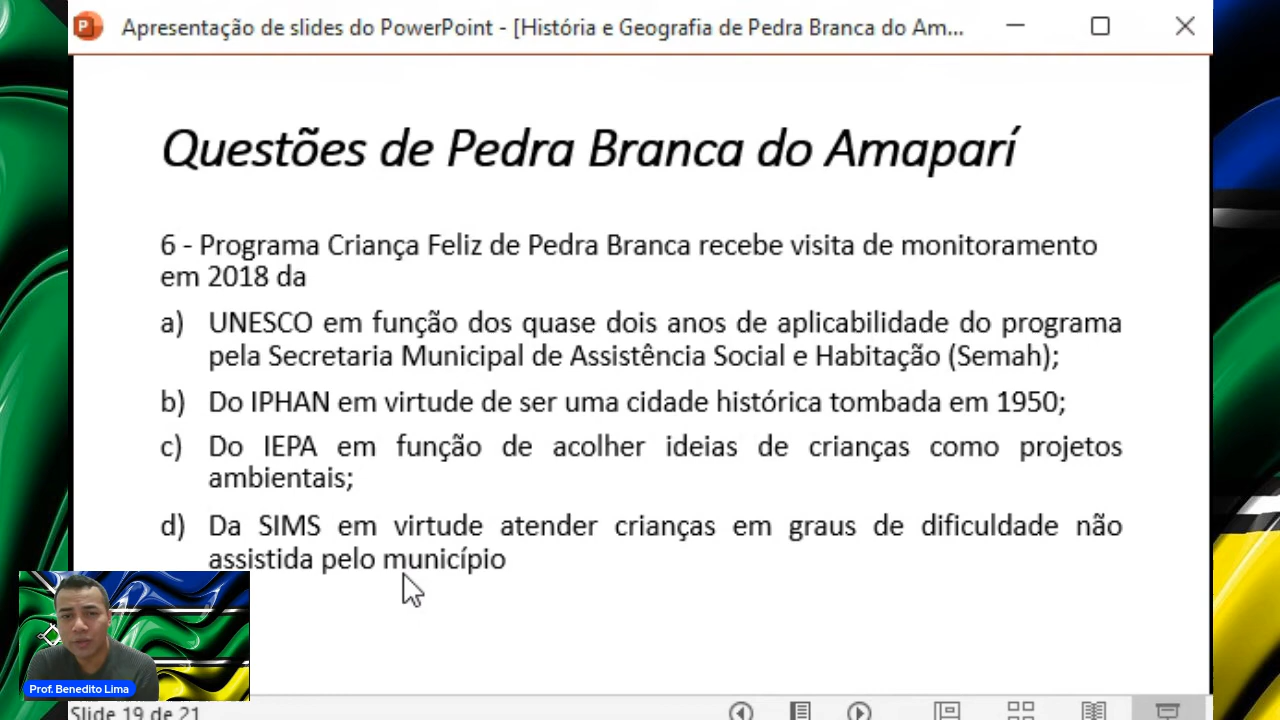 Apresentação de slides do PowerPoint - [História e Geografia de Pedra Branca do Am...
Questões de Pedra Branca do Amaparí
6 - Programa Criança Feliz de Pedra Branca recebe visita de monitoramento
em 2018 da
a) UNESCO em função dos quase dois anos de aplicabilidade do programa
pela Secretaria Municipal de Assistência Social e Habitação (Semah);
b) Do IPHAN em virtude de ser uma cidade histórica tombada em 1950;
c) Do IEPA em função de acolher ideias de crianças como projetos
ambientais;
d) Da SIMS em virtude atender crianças em graus de dificuldade não
assistida pelo município
Prof. Benedito Lima
Slide 19 de 21